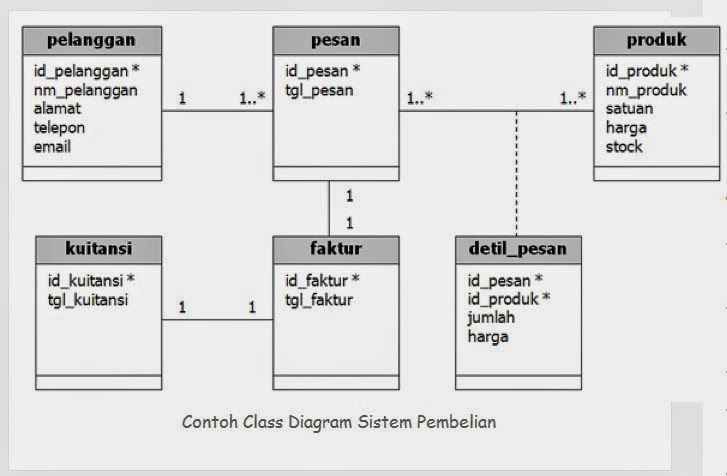 pelanggan
id_pelanggan *
nm_pelanggan
alamat
telepon
email
1
1..*
pesan
id_pesan *
tgl_pesan
1..*
1..*
produk
id_produk *
nm_produk
satuan
harga
stock
1
1
kuitansi
id_kuitansi *
tgl_kuitansi
1
1
faktur
id_faktur *
tgl_faktur
detil_pesan
id_pesan *
id_produk *
jumlah
harga
Contoh Class Diagram Sistem Pembelian